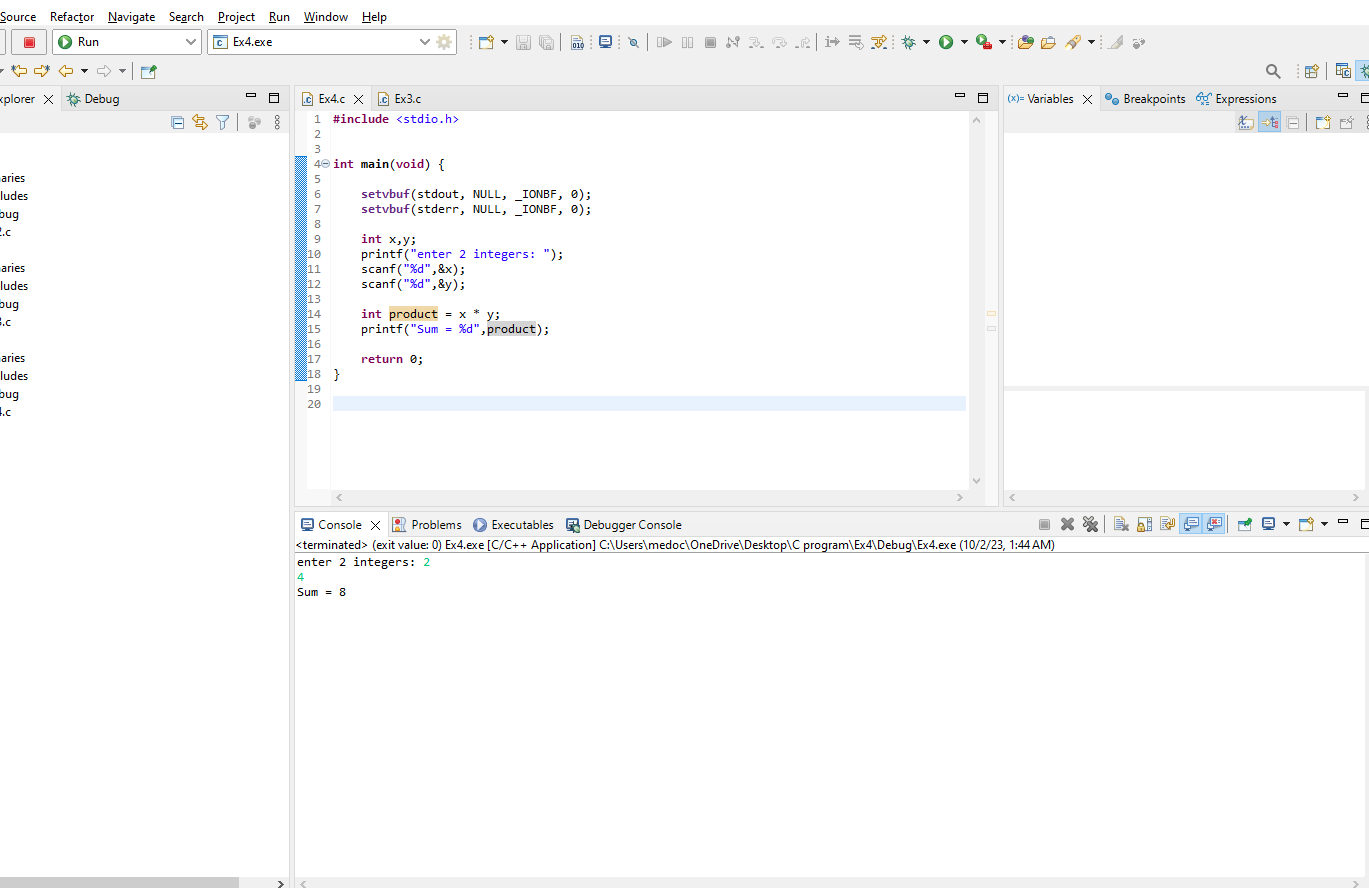 Source Refactor Navigate Search Project Run Window Help
Run Ex4.exe
xplorer Debug
Ex4.c Ex3.c
(x)= Variables Breakpoints Expressions
aries
ludes
bug
2.c
aries
ludes
bug
3.c
aries
ludes
bug
4.c
1 #include <stdio.h>
2
3
4 int main(void) {
5
6 setvbuf(stdout, NULL, _IONBF, 0);
7 setvbuf(stderr, NULL, _IONBF, 0);
8
9 int x,y;
10 printf("enter 2 integers: ");
11 scanf("%d",&x);
12 scanf("%d",&y);
13
14 int product = x * y;
15 printf("Sum = %d",product);
16
17 return 0;
18 }
19
20
Console Problems Executables Debugger Console
<terminated> (exit value: 0) Ex4.exe [C/C++ Application] C:\Users\medoc\OneDrive\Desktop\C program\Ex4\Debug\Ex4.exe (10/2/23, 1:44 AM)
enter 2 integers: 2
4
Sum = 8